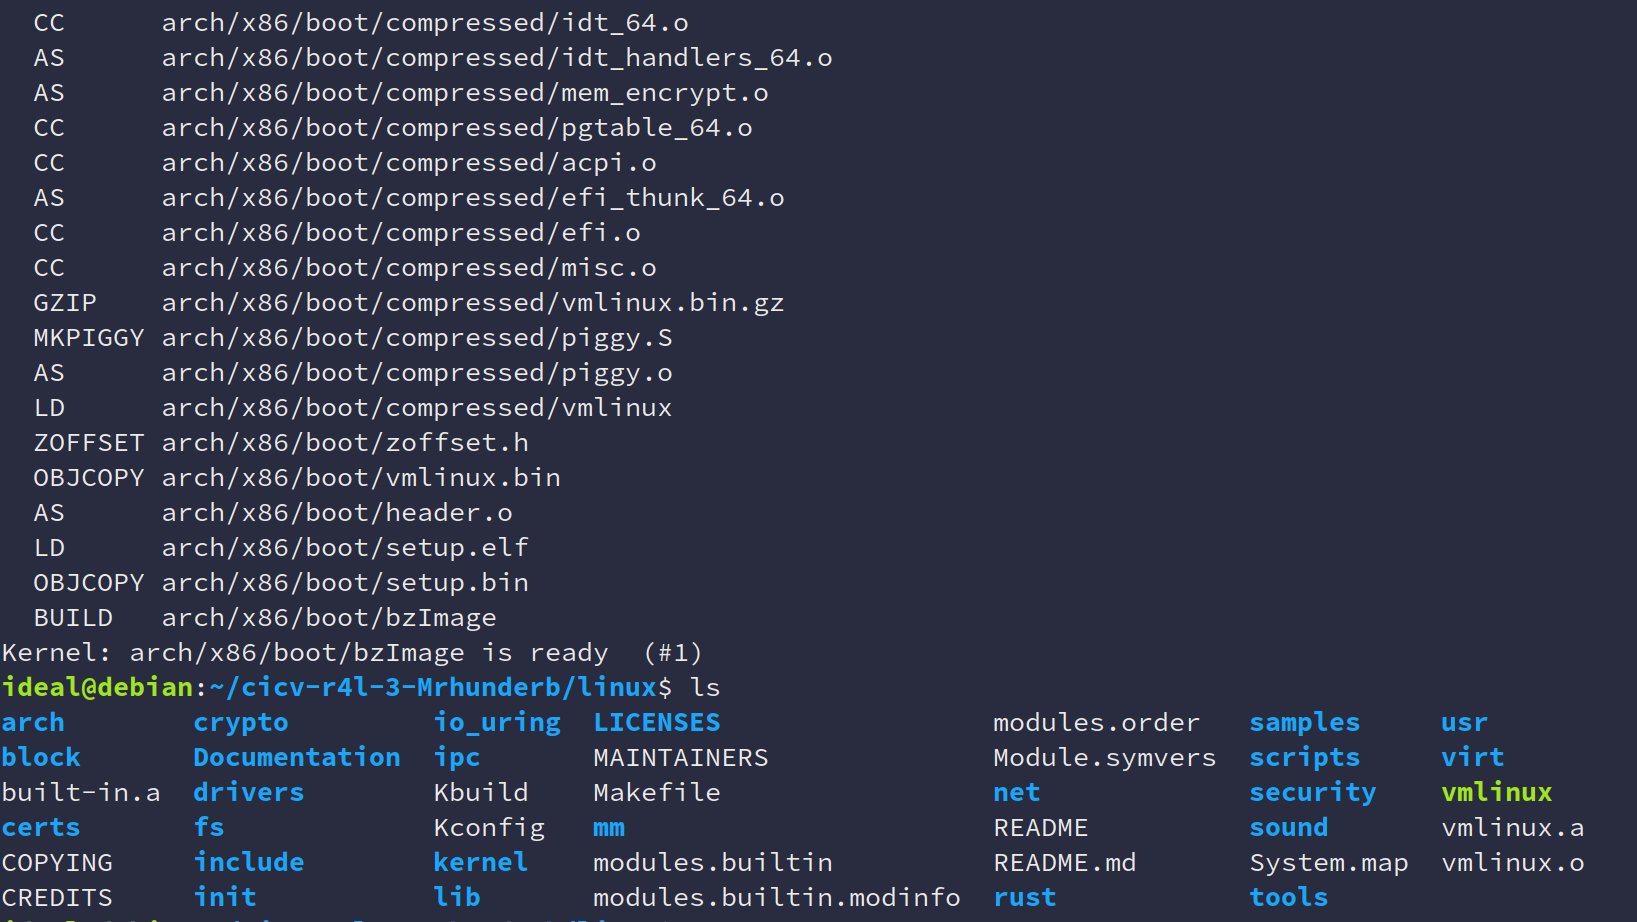 CC      arch/x86/boot/compressed/idt_64.o
AS      arch/x86/boot/compressed/idt_handlers_64.o
AS      arch/x86/boot/compressed/mem_encrypt.o
CC      arch/x86/boot/compressed/pgtable_64.o
CC      arch/x86/boot/compressed/acpi.o
AS      arch/x86/boot/compressed/efi_thunk_64.o
CC      arch/x86/boot/compressed/efi.o
CC      arch/x86/boot/compressed/misc.o
GZIP    arch/x86/boot/compressed/vmlinux.bin.gz
MKPIGGY arch/x86/boot/compressed/piggy.S
AS      arch/x86/boot/compressed/piggy.o
LD      arch/x86/boot/compressed/vmlinux
ZOFFSET arch/x86/boot/zoffset.h
OBJCOPY arch/x86/boot/vmlinux.bin
AS      arch/x86/boot/header.o
LD      arch/x86/boot/setup.elf
OBJCOPY arch/x86/boot/setup.bin
BUILD   arch/x86/boot/bzImage
Kernel: arch/x86/boot/bzImage is ready  (#1)
ideal@debian:~/cicv-r4l-3-Mrhunderb/linux$ ls
arch        crypto         io_uring  LICENSES                 modules.order   samples     usr
block       Documentation  ipc       MAINTAINERS              Module.symvers  scripts     virt
built-in.a  drivers        Kbuild    Makefile                 net             security    vmlinux
certs       fs             Kconfig   mm                       README          sound       vmlinux.a
COPYING     include        kernel    modules.builtin          README.md       System.map  vmlinux.o
CREDITS     init           lib       modules.builtin.modinfo  rust            tools